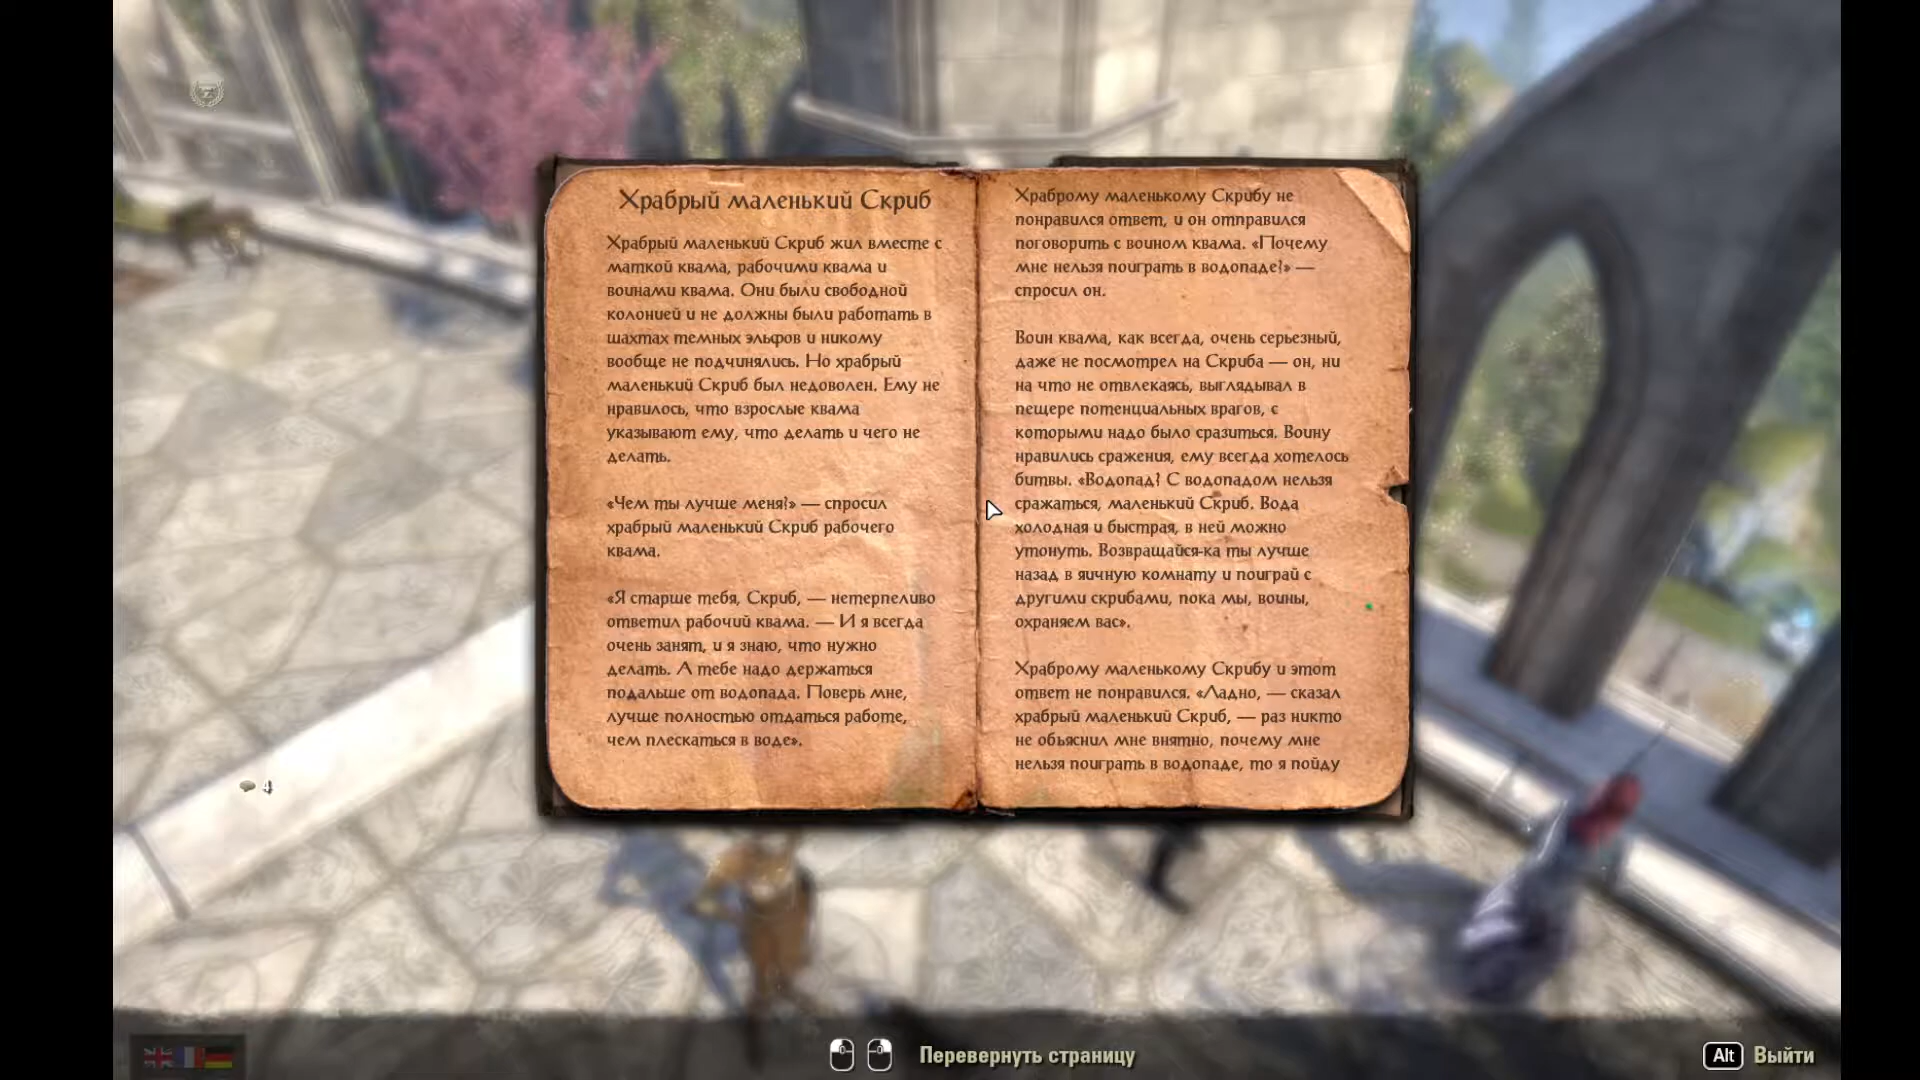 Храбрый маленький Скриб
Храбрый маленький Скриб жил вместе с
маткой квама, рабочими квама и
воинами квама. Они были свободной
колонией и не должны были работать в
шахтах темных эльфов и никому
вообще не подчинялись. Но храбрый
маленький Скриб был недоволен. Ему не
нравилось, что взрослые квама
указывают ему, что делать и чего не
делать.
«Чем ты лучше меня?» — спросил
храбрый маленький Скриб рабочего
квама.
«Я старше тебя, Скриб, — нетерпеливо
ответил рабочий квама. — И я всегда
очень занят, и я знаю, что нужно
делать. А тебе надо держаться
подальше от водопада. Поверь мне,
лучше полностью отдаться работе,
чем плескаться в воде».
Храброму маленькому Скрибу не
понравился ответ, и он отправился
поговорить с воином квама. «Почему
мне нельзя поиграть в водопаде?» —
спросил он.
Воин квама, как всегда, очень серьезный,
даже не посмотрел на Скриба — он, ни
на что не отвлекаясь, выглядывал в
пещере потенциальных врагов, с
которыми надо было сразиться. Воину
нравились сражения, ему всегда хотелось
битвы. «Водопад? С водопадом нельзя
сражаться, маленький Скриб. Вода
холодная и быстрая, в ней можно
утонуть. Возвращайся-ка ты лучше
назад в яичную комнату и поиграй с
другими скрибами, пока мы, воины,
охраняем вас».
Храброму маленькому Скрибу и этот
ответ не понравился. «Ладно, — сказал
храбрый маленький Скриб, — раз никто
не объяснил мне внятно, почему мне
нельзя поиграть в водопаде, то я пойду
4
Перевернуть страницу
Alt Выйти